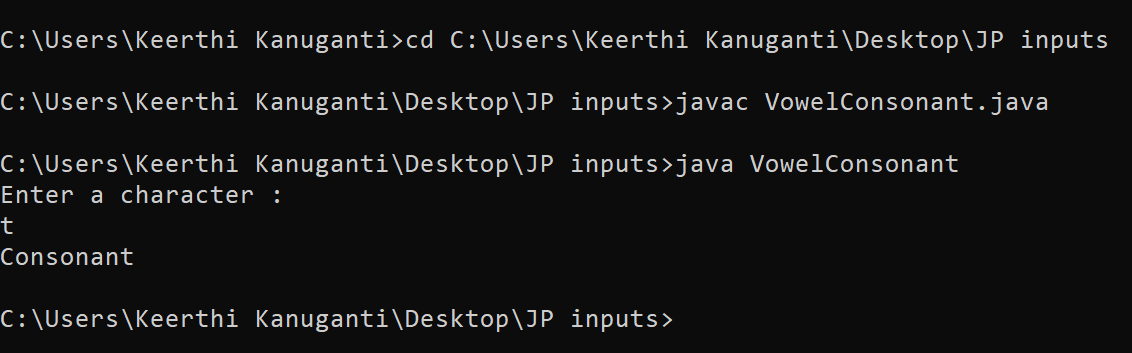 C:\Users\Keerthi Kanuganti>cd C:\Users\Keerthi Kanuganti\Desktop\JP inputs
C:\Users\Keerthi Kanuganti\Desktop\JP inputs>javac VowelConsonant.java
C:\Users\Keerthi Kanuganti\Desktop\JP inputs>java VowelConsonant
Enter a character :
t
Consonant
C:\Users\Keerthi Kanuganti\Desktop\JP inputs>